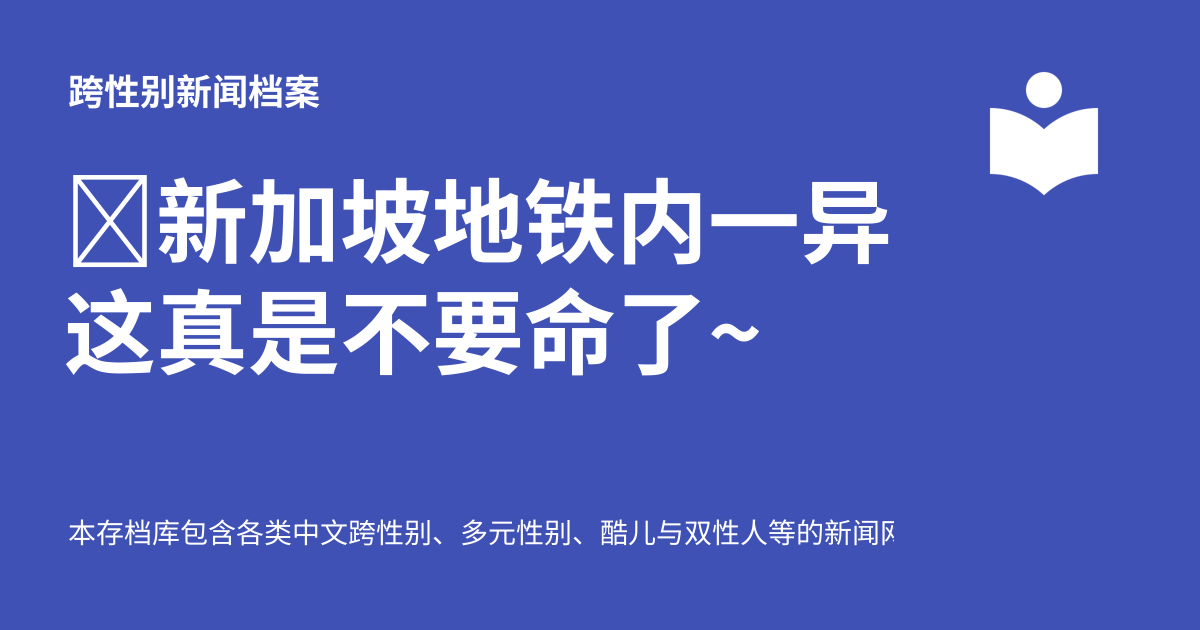 跨性别新闻档案
新加坡地铁内一异
这真是不要命了~
本存档库包含各类中文跨性别、多元性别、酷儿与双性人等的新闻